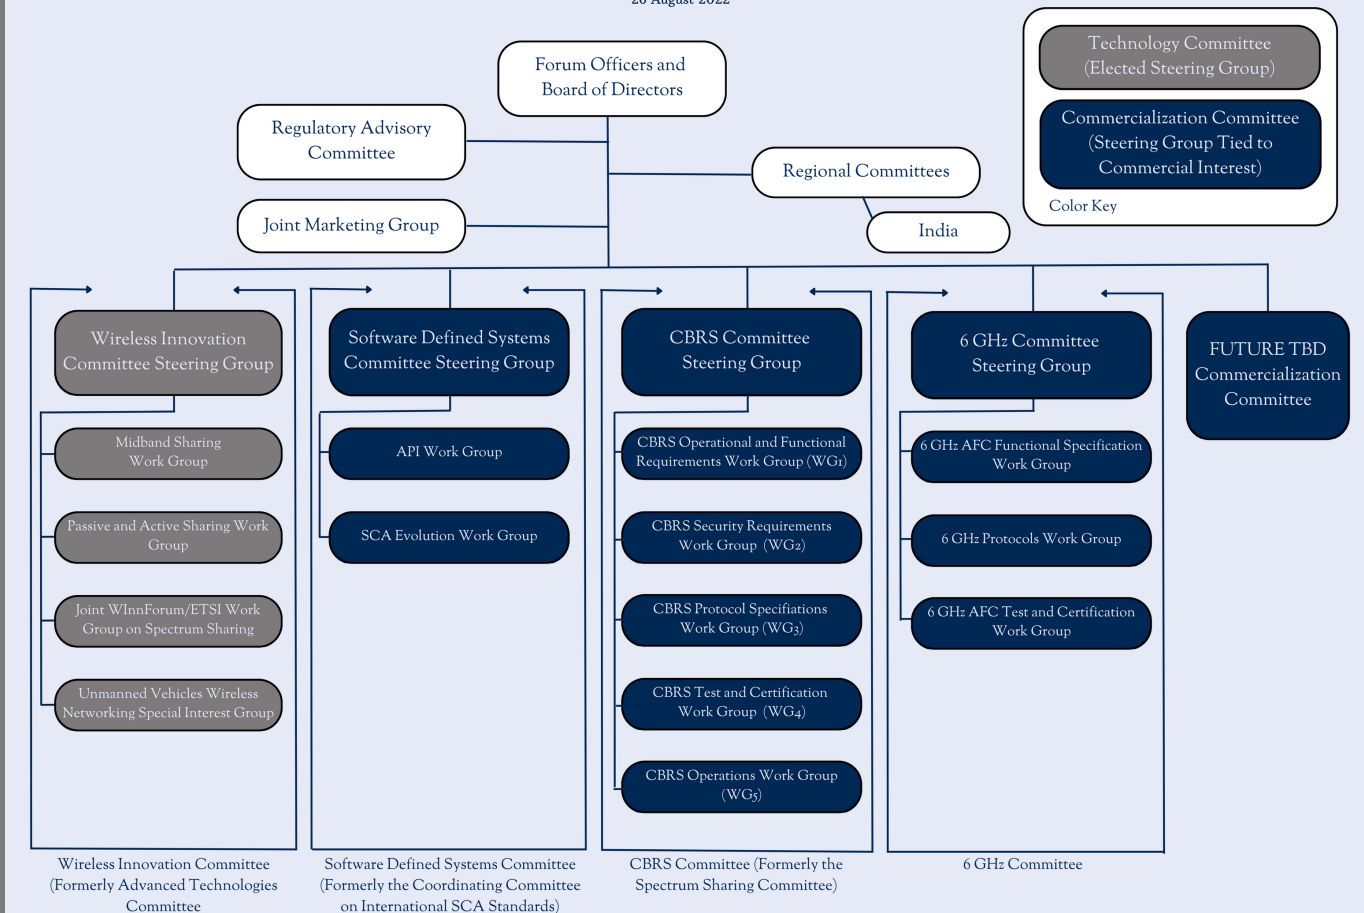 26 August 2022
Forum Officers and
Board of Directors
Technology Committee
(Elected Steering Group)
Commercialization Committee
(Steering Group Tied to
Commercial Interest)
Color Key
Regulatory Advisory
Committee
Regional Committees
Joint Marketing Group
India
Wireless Innovation
Committee Steering Group
Midband Sharing
Work Group
Passive and Active Sharing Work
Group
Joint WInnForum/ETSI Work
Group on Spectrum Sharing
Unmanned Vehicles Wireless
Networking Special Interest Group
Wireless Innovation Committee
(Formerly Advanced Technologies
Committee
Software Defined Systems
Committee Steering Group
API Work Group
SCA Evolution Work Group
Software Defined Systems Committee
(Formerly the Coordinating Committee
on International SCA Standards)
CBRS Committee
Steering Group
CBRS Operational and Functional
Requirements Work Group (WG1)
CBRS Security Requirements
Work Group (WG2)
CBRS Protocol Specifiations
Work Group (WG3)
CBRS Test and Certification
Work Group (WG4)
CBRS Operations Work Group
(WG5)
CBRS Committee (Formerly the
Spectrum Sharing Committee)
6 GHz Committee
Steering Group
6 GHz AFC Functional Specification
Work Group
6 GHz Protocols Work Group
6 GHz AFC Test and Certification
Work Group
6 GHz Committee
FUTURE TBD
Commercialization
Committee